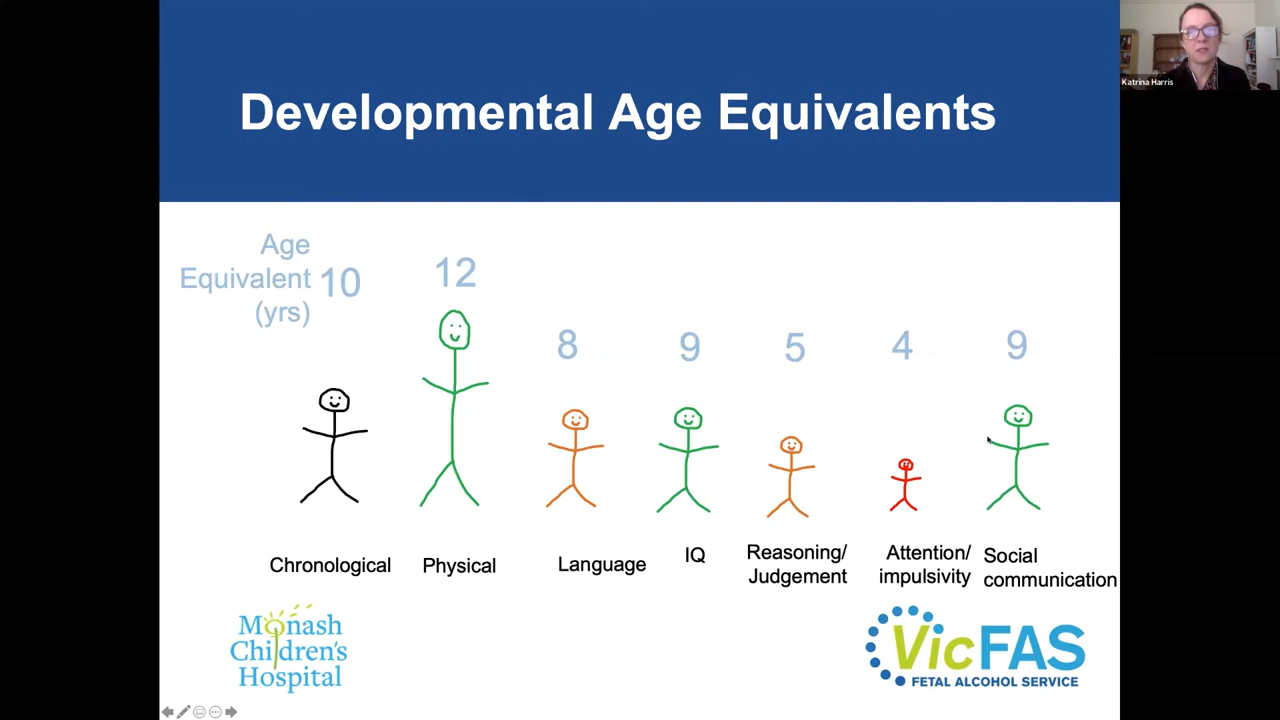 Developmental Age Equivalents
Katrina Harris
Age
Equivalent
(yrs)
10
12
8
9
5
4
9
Chronological
Physical
Language
IQ
Reasoning/
Judgement
Attention/
impulsivity
Social
communication
Monash
Children's
Hospital
VicFAS
FETAL ALCOHOL SERVICE